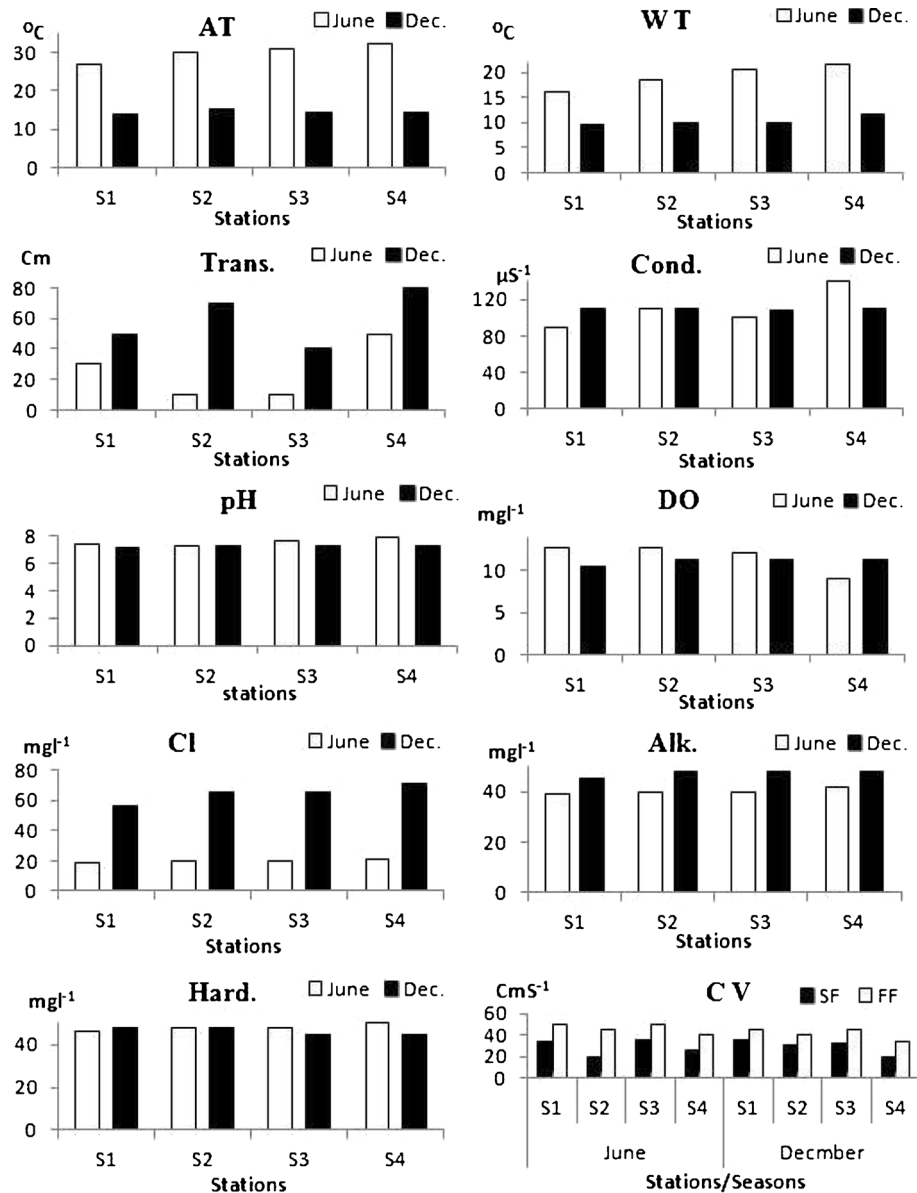 AT
June Dec.
oC
30
20
10
0
S1 S2 S3 S4
Stations
W T
June Dec.
oC
20
15
10
5
0
S1 S2 S3 S4
Stations
Trans.
June Dec.
Cm
80
60
40
20
0
S1 S2 S3 S4
Stations
Cond.
June Dec.
µS-1
120
80
40
0
S1 S2 S3 S4
Stations
pH
June Dec.
8
6
4
2
0
S1 S2 S3 S4
stations
DO
June Dec.
mgl-1
10
5
0
S1 S2 S3 S4
Stations
Cl
June Dec.
mgl-1
80
60
40
20
0
S1 S2 S3 S4
Stations
Alk.
June Dec.
mgl-1
40
20
0
S1 S2 S3 S4
Stations
Hard.
June Dec.
mgl-1
40
20
0
S1 S2 S3 S4
Stations
C V
SF FF
CmS-1
60
40
20
0
S1 S2 S3 S4 S1 S2 S3 S4
June Decmber
Stations/Seasons